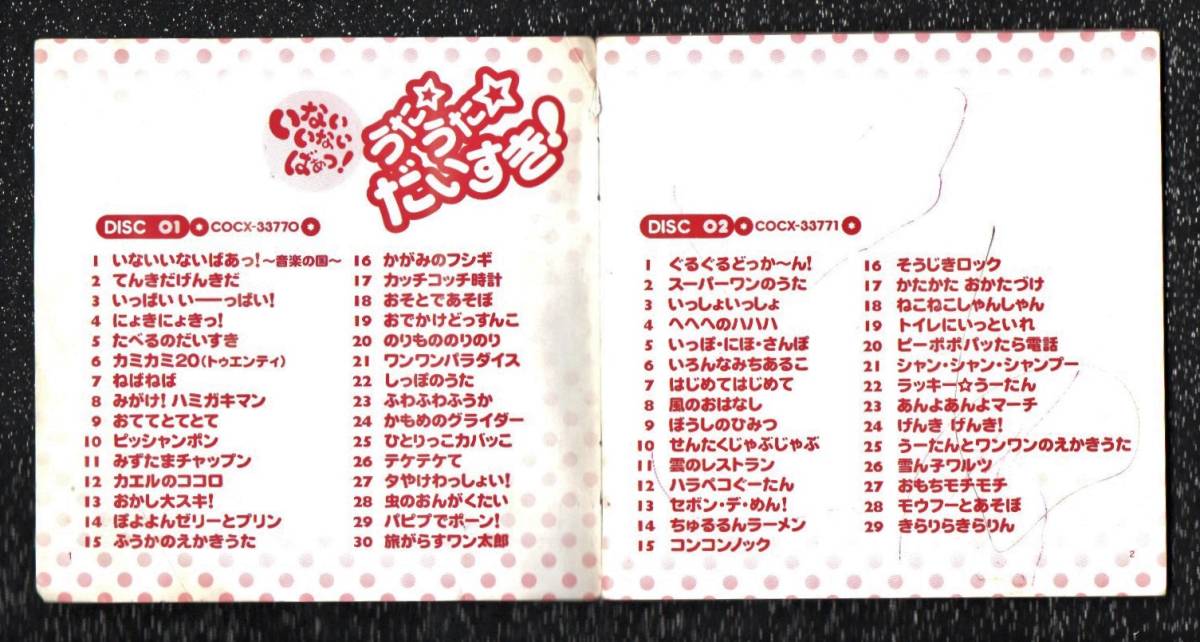 いない
いない
ばあっ!
うた☆
うた☆
だいすき!
DISC 01 COCX-33770
1 いないいないばあっ!〜音楽の国〜
2 てんきだげんきだ
3 いっぱい いーーっぱい!
4 にょきにょきっ!
5 たべるのだいすき
6 カミカミ20(トゥエンティ)
7 ねばねば
8 みがけ! ハミガキマン
9 おててとてとて
10 ピッシャンポン
11 みずたまチャップン
12 カエルのココロ
13 おかし大スキ!
14 ぽよよんゼリーとプリン
15 ふうかのえかきうた
16 かがみのフシギ
17 カッチコッチ時計
18 おそとであそぼ
19 おでかけどっすんこ
20 のりもののりのり
21 ワンワンパラダイス
22 しっぽのうた
23 ふわふわふうか
24 かもめのグライダー
25 ひとりっこカバッこ
26 テケテケて
27 夕やけわっしょい!
28 虫のおんがくたい
29 パピプでポーン!
30 旅がらすワン太郎
1
DISC 02 COCX-33771
1 ぐるぐるどっか〜ん!
2 スーパーワンのうた
3 いっしょいっしょ
4 へへへのハハハ
5 いっぽ・にほ・さんぽ
6 いろんなみちあるこ
7 はじめてはじめて
8 風のおはなし
9 ぼうしのひみつ
10 せんたくじゃぶじゃぶ
11 雲のレストラン
12 ハラペコぐーたん
13 セボン・デ・めん!
14 ちゅるるんラーメン
15 コンコンノック
16 そうじきロック
17 かたかた おかたづけ
18 ねこねこしゃんしゃん
19 トイレにいっといれ
20 ピーポポパッたら電話
21 シャン・シャン・シャンプー
22 ラッキー☆うーたん
23 あんよあんよマーチ
24 げんき げんき!
25 うーたんとワンワンのえかきうた
26 雪ん子ワルツ
27 おもちモチモチ
28 モウフーとあそぼ
29 きらりらきらりん
2